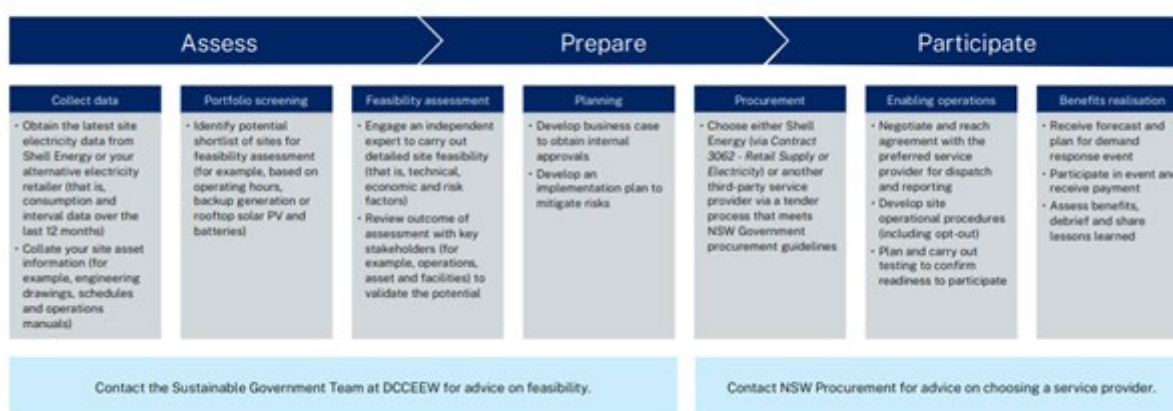 Assess
Prepare
Participate
Collect data
• Obtain the latest site
electricity data from
Shell Energy or your
alternative electricity
retailer (that is,
consumption and
interval data over the
last 12 months)
• Collate your site asset
information (for
example, engineering
drawings, schedules
and operations
manuals)
Portfolio screening
• Identify potential
shortlist of sites for
feasibility assessment
(for example, based on
operating hours,
backup generation or
rooftop solar PV and
batteries)
Feasibility assessment
• Engage an independent
expert to carry out
detailed site feasibility
(that is, technical,
economic and risk
factors)
• Review outcome of
assessment with key
stakeholders (for
example, operations,
asset and facilities) to
validate the potential
Planning
• Develop business case
to obtain internal
approvals
• Develop an
implementation plan to
mitigate risks
Procurement
• Choose either Shell
Energy (via Contract
3062 - Retail Supply or
Electricity) or another
third-party service
provider via a tender
process that meets
NSW Government
procurement guidelines
Enabling operations
• Negotiate and reach
agreement with the
preferred service
provider for dispatch
and reporting
• Develop site
operational procedures
(including opt-out)
• Plan and carry out
testing to confirm
readiness to participate
Benefits realisation
• Receive forecast and
plan for demand
response event
• Participate in event and
receive payment
• Assess benefits,
debrief and share
lessons learned
Contact the Sustainable Government Team at DCCEEW for advice on feasibility.
Contact NSW Procurement for advice on choosing a service provider.